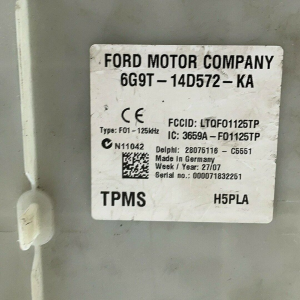 FORD MOTOR COMPANY
6G9T-14D572-KA
CE
Type: F01-125kHz
FCCID: LTQF01125TP
IC: 3659A-F01125TP
N11042
Delphi: 28075116 - C5551
Made in Germany
Week / Year: 27/07
Serial no.: 000071832251
TPMS
H5PLA